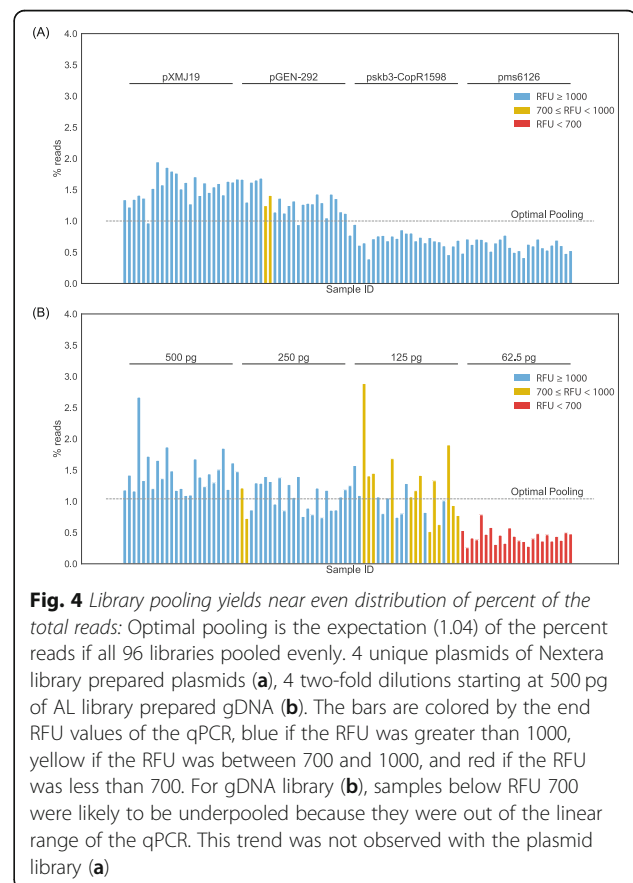 (A)
4.0
3.5
3.0
2.5
2.0
1.5
1.0
0.5
0.0
% reads
pXMJ19 pGEN-292 pskb3-CopR1598 pms6126
RFU ≥ 1000
700 ≤ RFU < 1000
RFU < 700
Optimal Pooling
Sample ID
(B)
4.0
3.5
3.0
2.5
2.0
1.5
1.0
0.5
0.0
% reads
500 pg 250 pg 125 pg 62.5 pg
RFU ≥ 1000
700 ≤ RFU < 1000
RFU < 700
Optimal Pooling
Sample ID
Fig. 4 Library pooling yields near even distribution of percent of the
total reads: Optimal pooling is the expectation (1.04) of the percent
reads if all 96 libraries pooled evenly. 4 unique plasmids of Nextera
library prepared plasmids (a), 4 two-fold dilutions starting at 500 pg
of AL library prepared gDNA (b). The bars are colored by the end
RFU values of the qPCR, blue if the RFU was greater than 1000,
yellow if the RFU was between 700 and 1000, and red if the RFU
was less than 700. For gDNA library (b), samples below RFU 700
were likely to be underpooled because they were out of the linear
range of the qPCR. This trend was not observed with the plasmid
library (a)